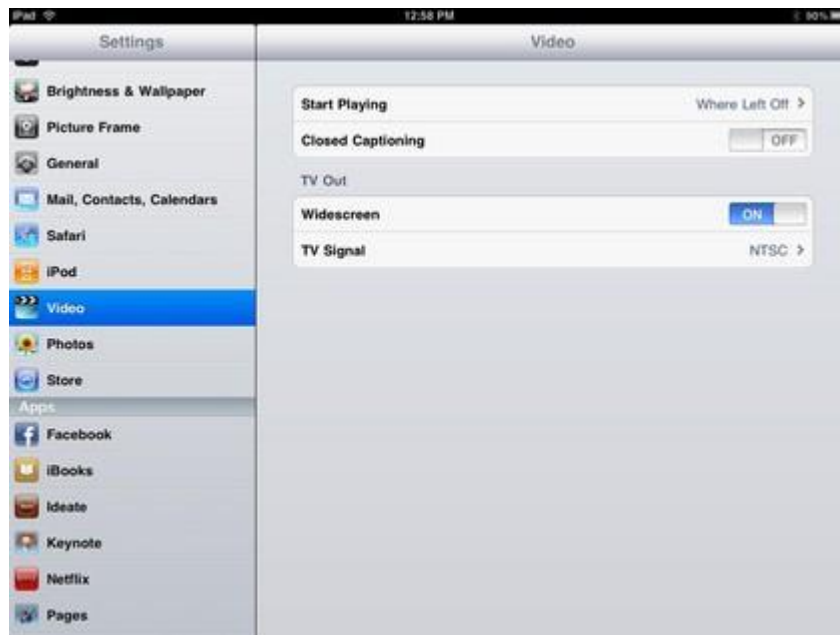 iPad 12:58 PM 90%
Settings
Video
Brightness & Wallpaper
Picture Frame
General
Mail, Contacts, Calendars
Safari
iPod
Video
Photos
Store
Apps
Facebook
iBooks
Ideate
Keynote
Netflix
Pages
Start Playing Where Left Off
Closed Captioning OFF
TV Out
Widescreen ON
TV Signal NTSC